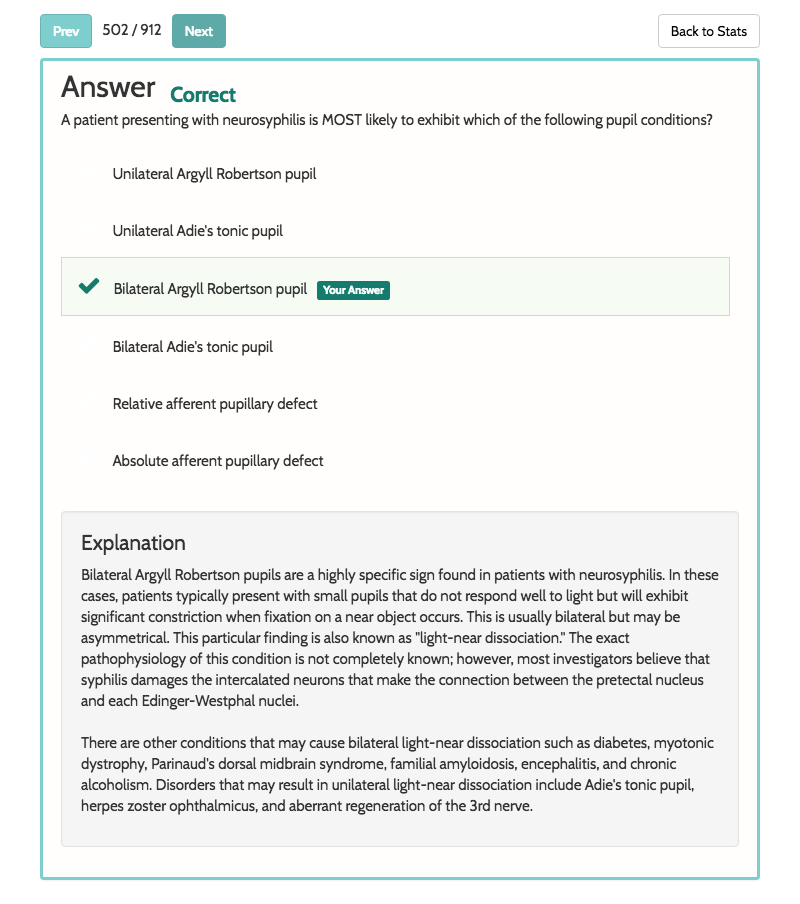 Prev 502 / 912 Next Back to Stats
Answer Correct
A patient presenting with neurosyphilis is MOST likely to exhibit which of the following pupil conditions?
Unilateral Argyll Robertson pupil
Unilateral Adie's tonic pupil
Bilateral Argyll Robertson pupil Your Answer
Bilateral Adie's tonic pupil
Relative afferent pupillary defect
Absolute afferent pupillary defect
Explanation
Bilateral Argyll Robertson pupils are a highly specific sign found in patients with neurosyphilis. In these
cases, patients typically present with small pupils that do not respond well to light but will exhibit
significant constriction when fixation on a near object occurs. This is usually bilateral but may be
asymmetrical. This particular finding is also known as "light-near dissociation." The exact
pathophysiology of this condition is not completely known; however, most investigators believe that
syphilis damages the intercalated neurons that make the connection between the pretectal nucleus
and each Edinger-Westphal nuclei.
There are other conditions that may cause bilateral light-near dissociation such as diabetes, myotonic
dystrophy, Parinaud's dorsal midbrain syndrome, familial amyloidosis, encephalitis, and chronic
alcoholism. Disorders that may result in unilateral light-near dissociation include Adie's tonic pupil,
herpes zoster ophthalmicus, and aberrant regeneration of the 3rd nerve.